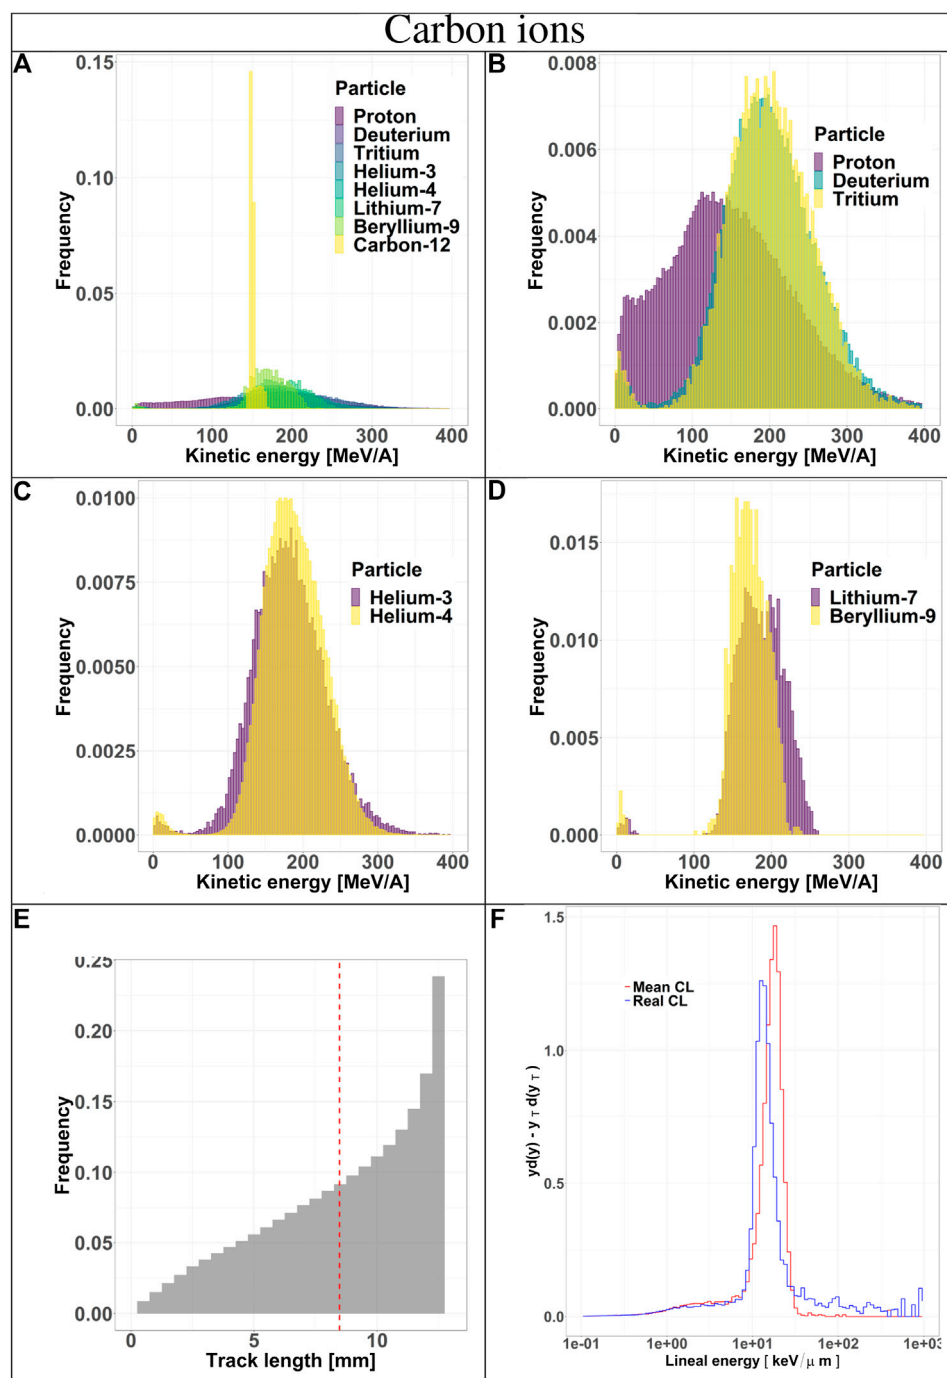 Carbon ions
A
0.15
0.10
0.05
0.00
Frequency
Particle
Proton
Deuterium
Tritium
Helium-3
Helium-4
Lithium-7
Beryllium-9
Carbon-12
0 100 200 300 400
Kinetic energy [MeV/A]
B
0.008
0.006
0.004
0.002
0.000
Frequency
Particle
Proton
Deuterium
Tritium
0 100 200 300 400
Kinetic energy [MeV/A]
C
0.0100
0.0075
0.0050
0.0025
0.0000
Frequency
Particle
Helium-3
Helium-4
0 100 200 300 400
Kinetic energy [MeV/A]
D
0.015
0.010
0.005
0.000
Frequency
Particle
Lithium-7
Beryllium-9
0 100 200 300 400
Kinetic energy [MeV/A]
E
0.25
0.20
0.15
0.10
0.05
0.00
Frequency
0 5 10
Track length [mm]
F
1.5
1.0
0.5
0.0
yd(y) - y T d(y T )
Mean CL
Real CL
1e-01 1e+00 1e+01 1e+02 1e+03
Lineal energy [ keV/μ m ]